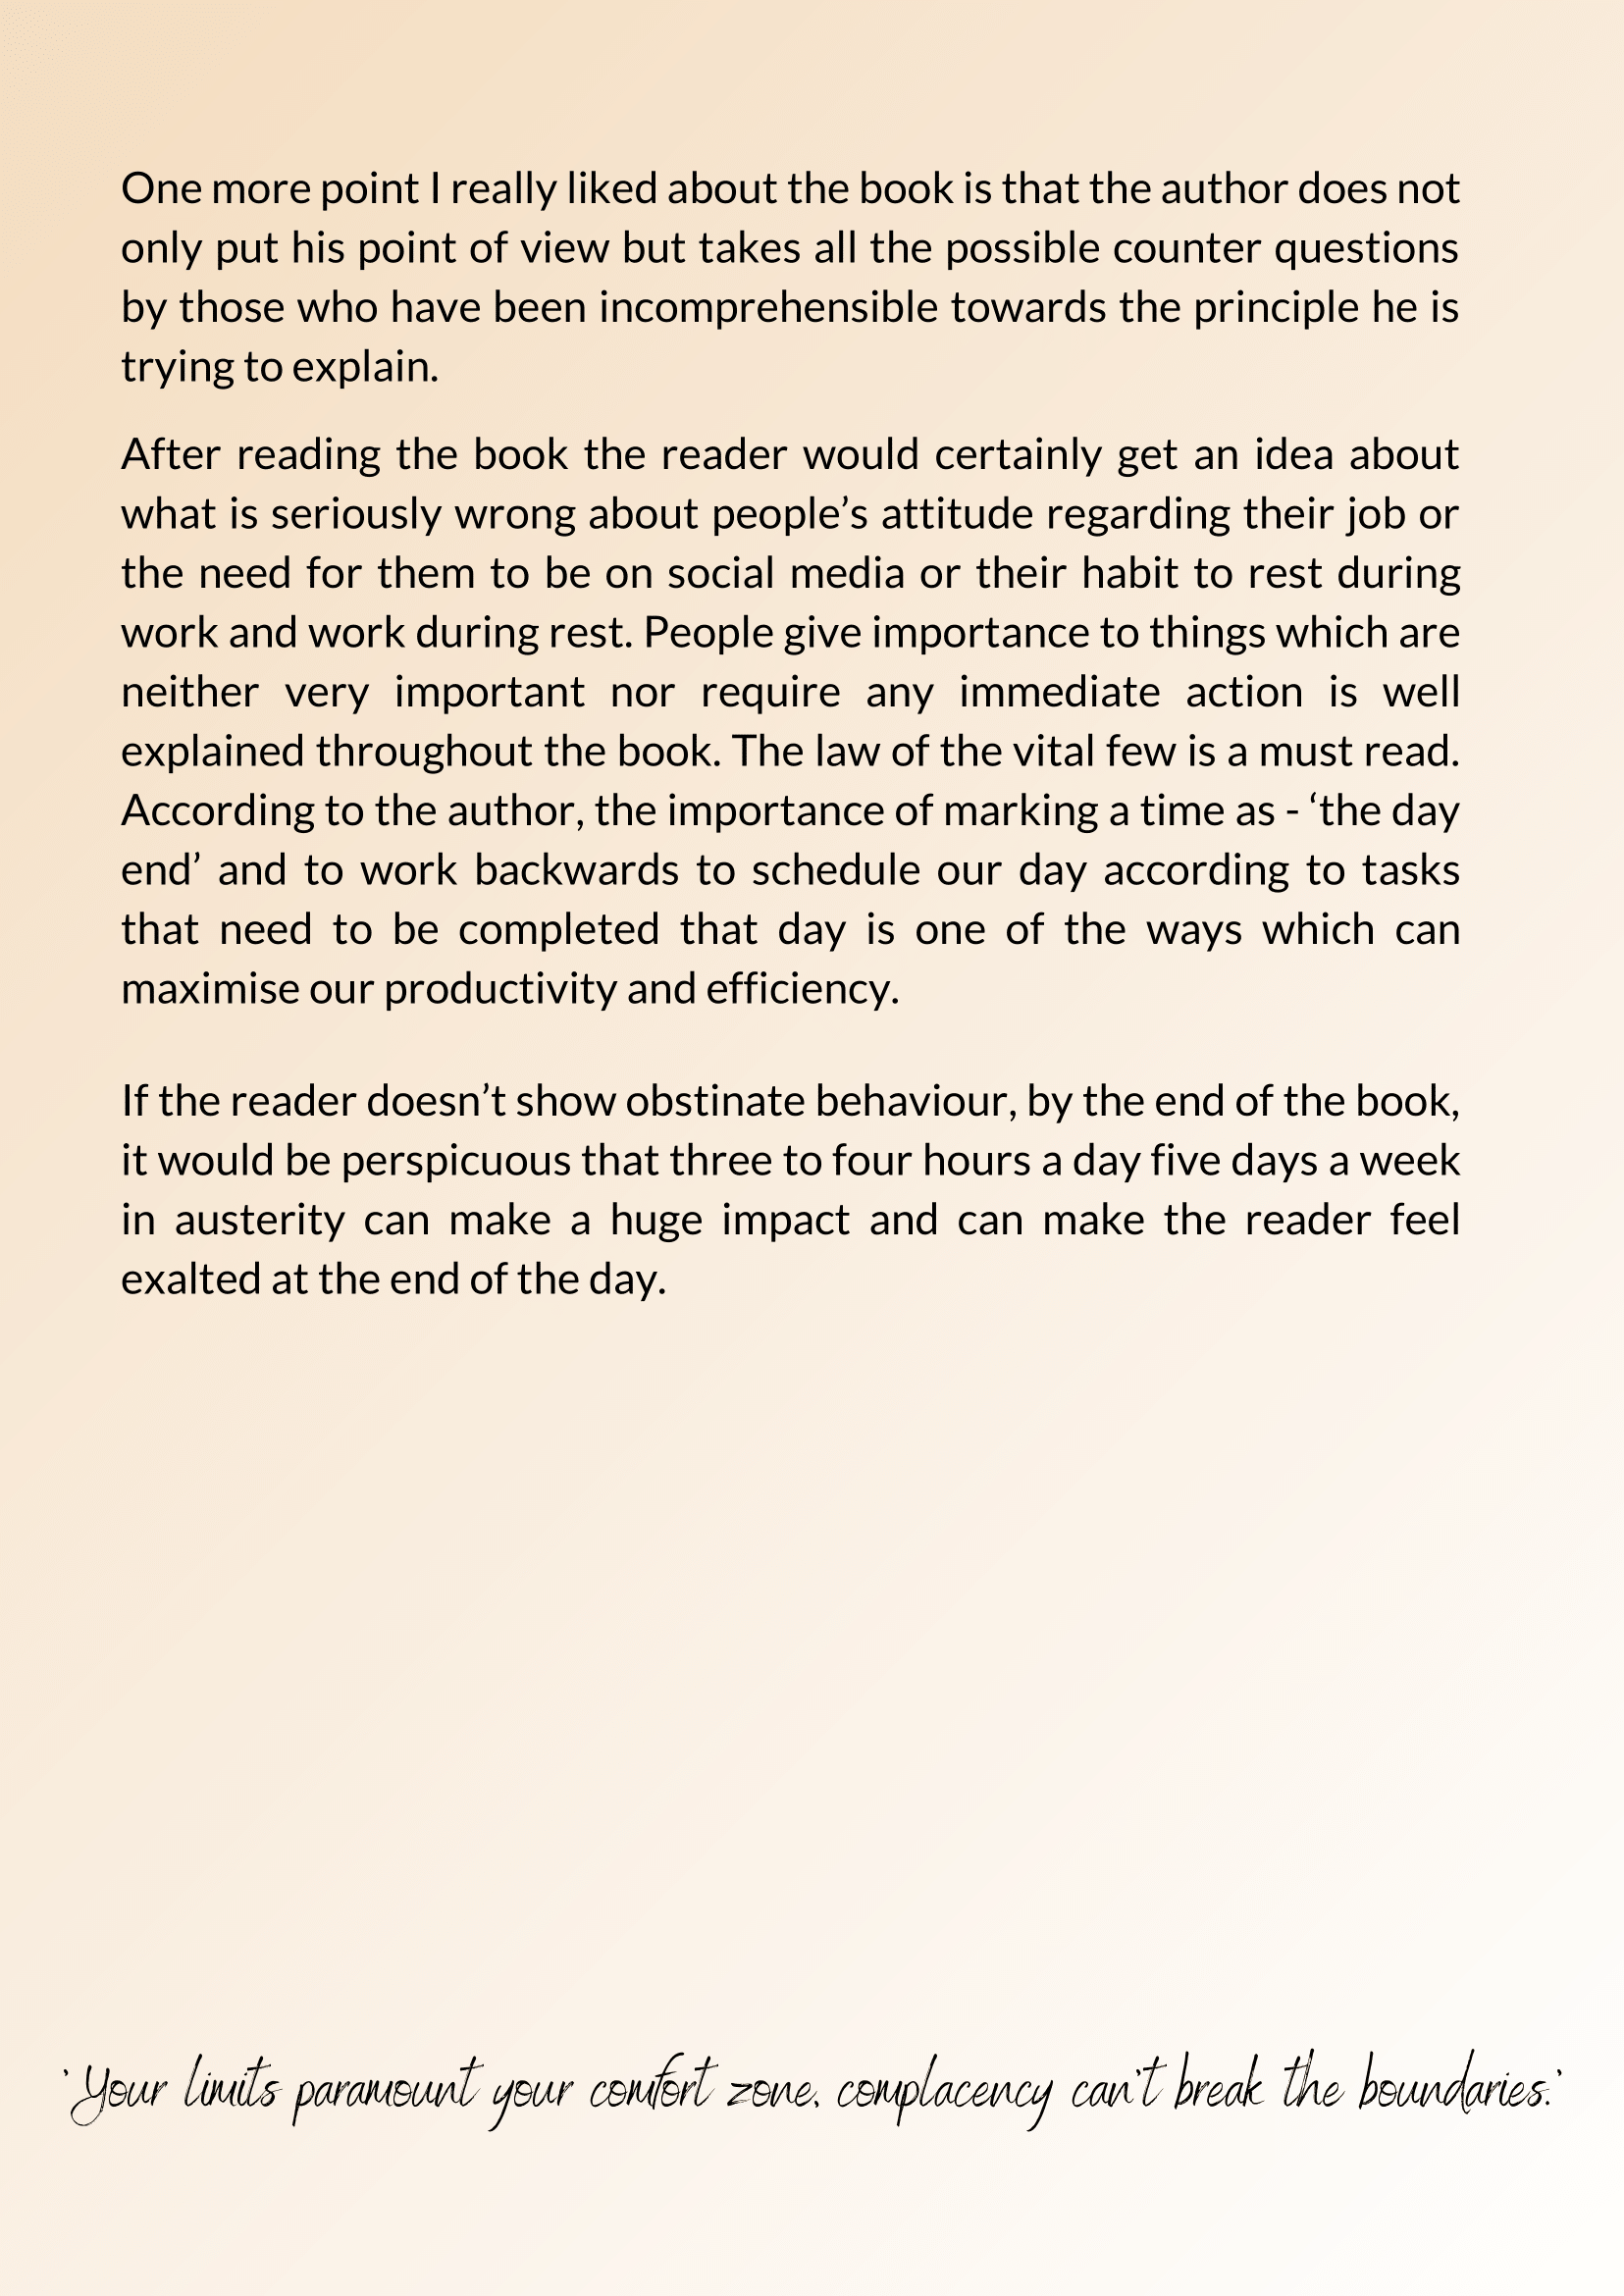 One more point I really liked about the book is that the author does not
only put his point of view but takes all the possible counter questions
by those who have been incomprehensible towards the principle he is
trying to explain.
After reading the book the reader would certainly get an idea about
what is seriously wrong about people’s attitude regarding their job or
the need for them to be on social media or their habit to rest during
work and work during rest. People give importance to things which are
neither very important nor require any immediate action is well
explained throughout the book. The law of the vital few is a must read.
According to the author, the importance of marking a time as - ‘the day
end’ and to work backwards to schedule our day according to tasks
that need to be completed that day is one of the ways which can
maximise our productivity and efficiency.
If the reader doesn’t show obstinate behaviour, by the end of the book,
it would be perspicuous that three to four hours a day five days a week
in austerity can make a huge impact and can make the reader feel
exalted at the end of the day.
'Your limits paramount your comfort zone, complacency can't break the boundaries.'